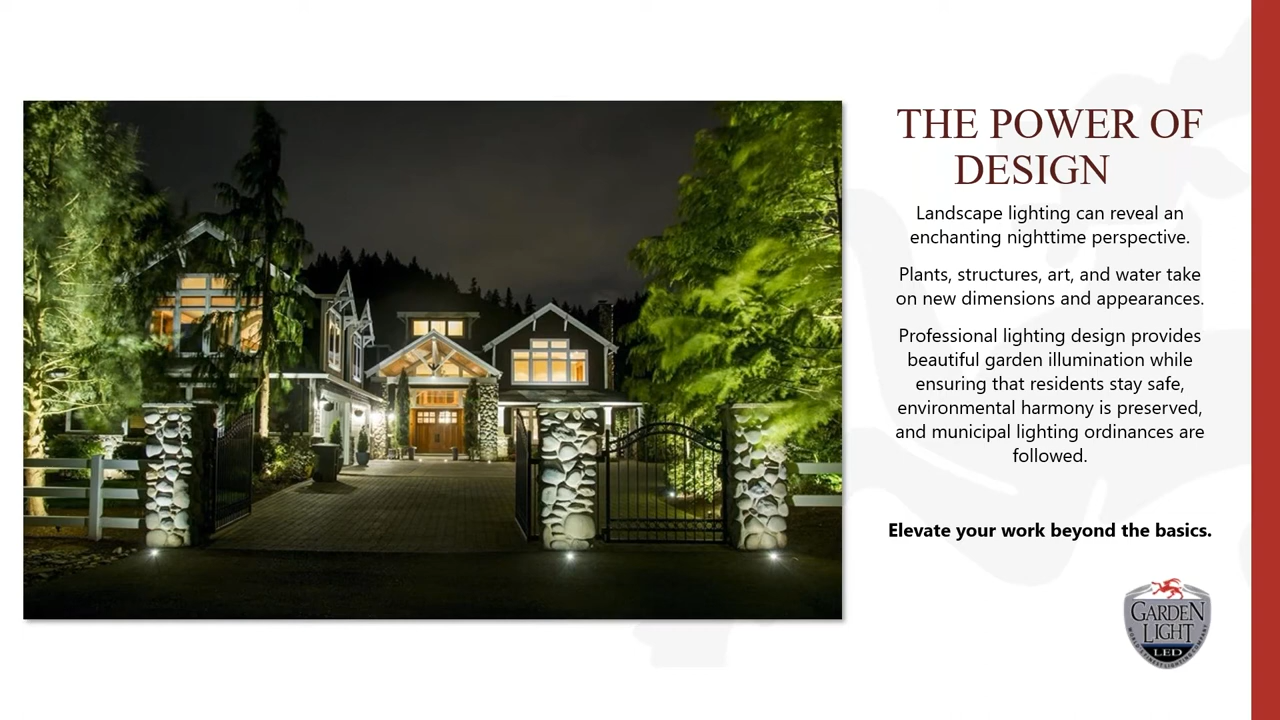 THE POWER OF
DESIGN
Landscape lighting can reveal an
enchanting nighttime perspective.
Plants, structures, art, and water take
on new dimensions and appearances.
Professional lighting design provides
beautiful garden illumination while
ensuring that residents stay safe,
environmental harmony is preserved,
and municipal lighting ordinances are
followed.
Elevate your work beyond the basics.
GARDEN
LIGHT
LED